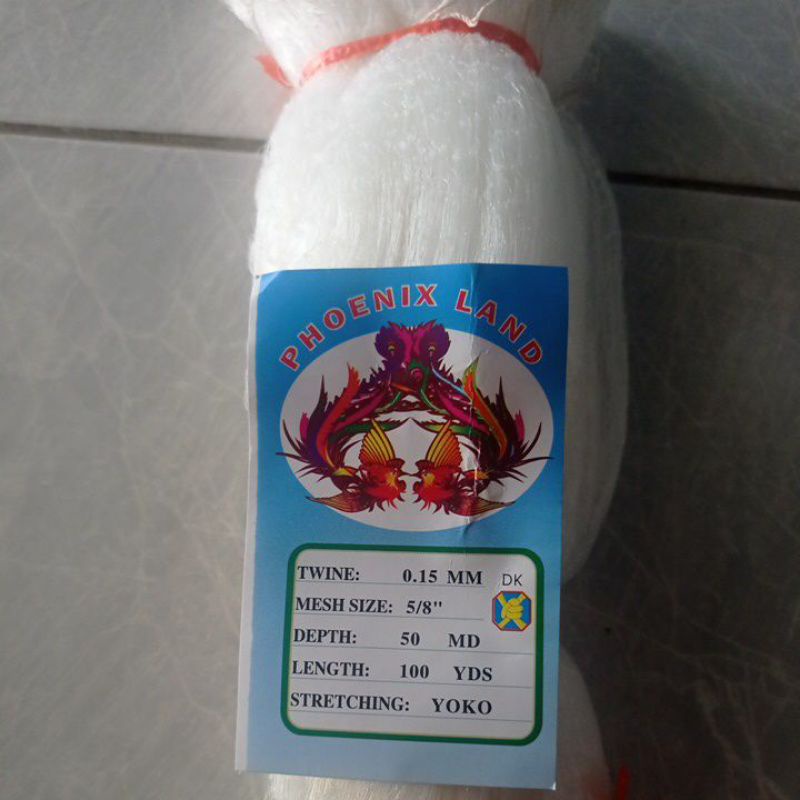 PHOENIX LAND
TWINE: 0.15 MM DK
MESH SIZE: 5/8"
DEPTH: 50 MD
LENGTH: 100 YDS
STRETCHING: YOKO